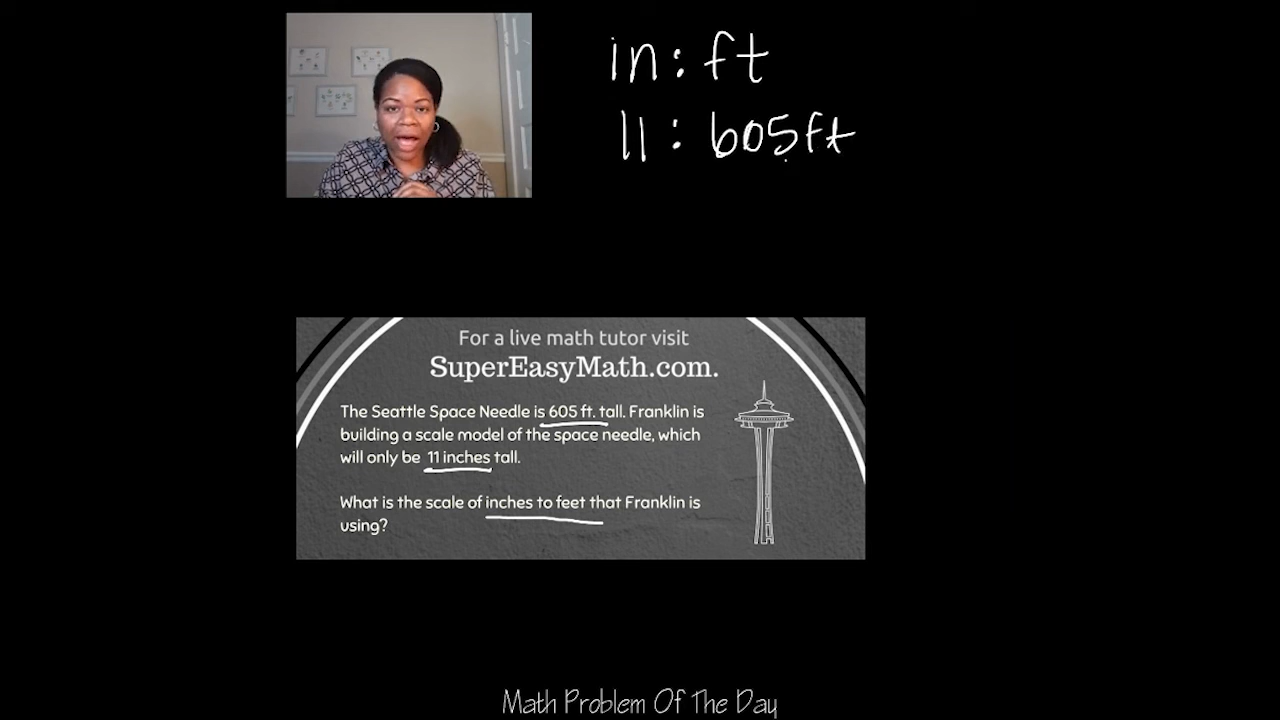 in : ft
11 : 605ft
For a live math tutor visit
SuperEasyMath.com.
The Seattle Space Needle is 605 ft. tall. Franklin is
building a scale model of the space needle, which
will only be 11 inches tall.
What is the scale of inches to feet that Franklin is
using?
Math Problem Of The Day